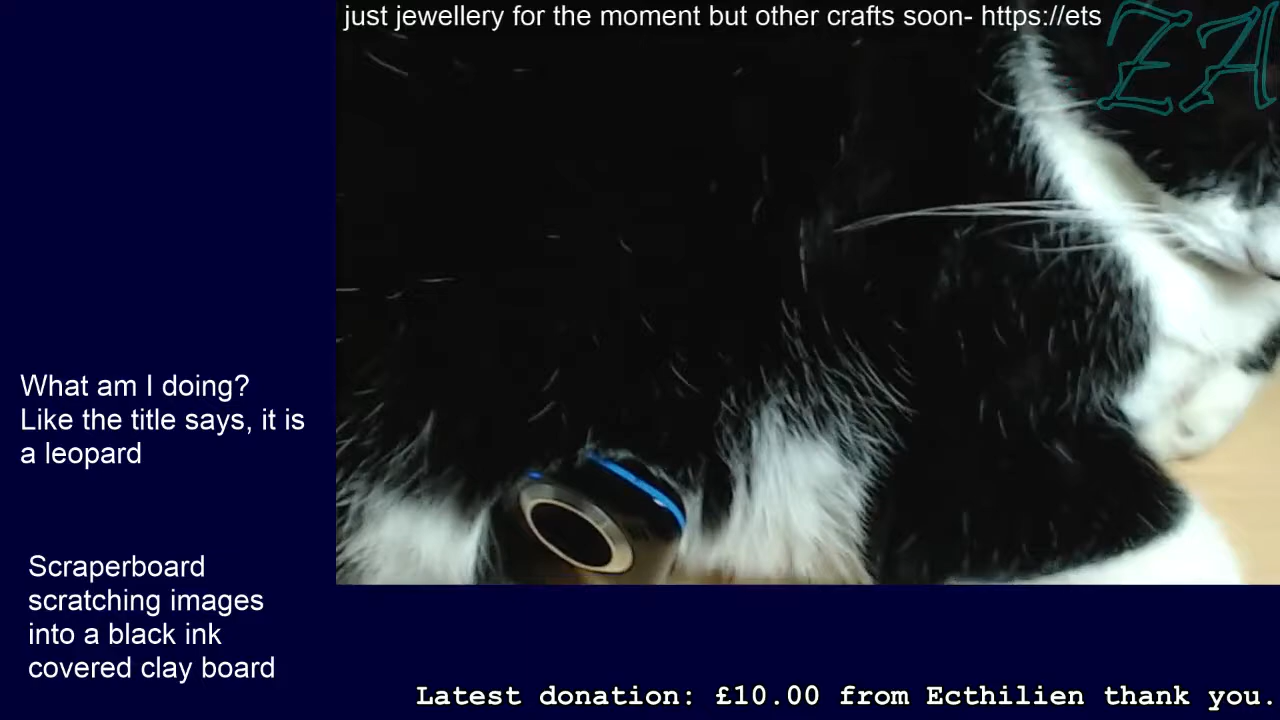 just jewellery for the moment but other crafts soon- https://ets
ZA
What am I doing?
Like the title says, it is
a leopard
Scraperboard
scratching images
into a black ink
covered clay board
Latest donation: £10.00 from Ecthilien thank you.